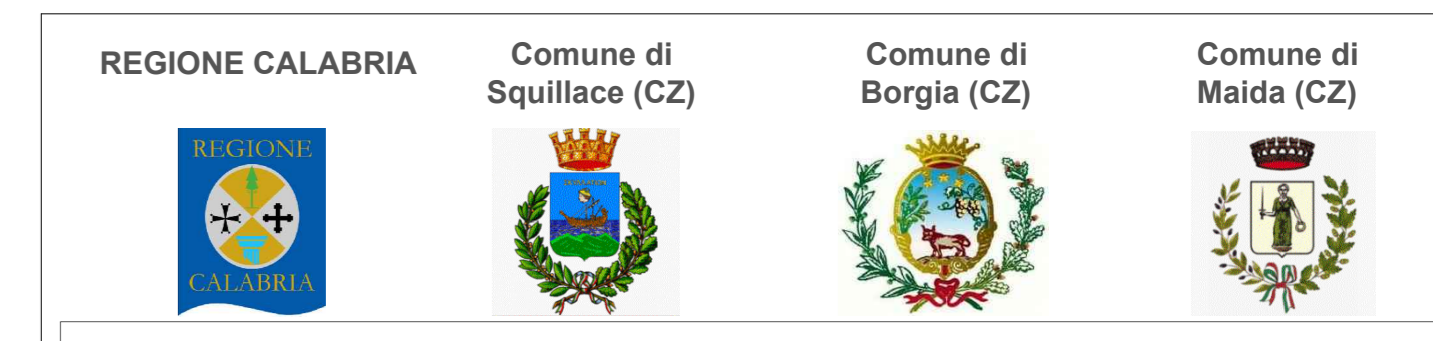 REGIONE CALABRIA
Comune di
Squillace (CZ)
Comune di
Borgia (CZ)
Comune di
Maida (CZ)
REGIONE
CALABRIA